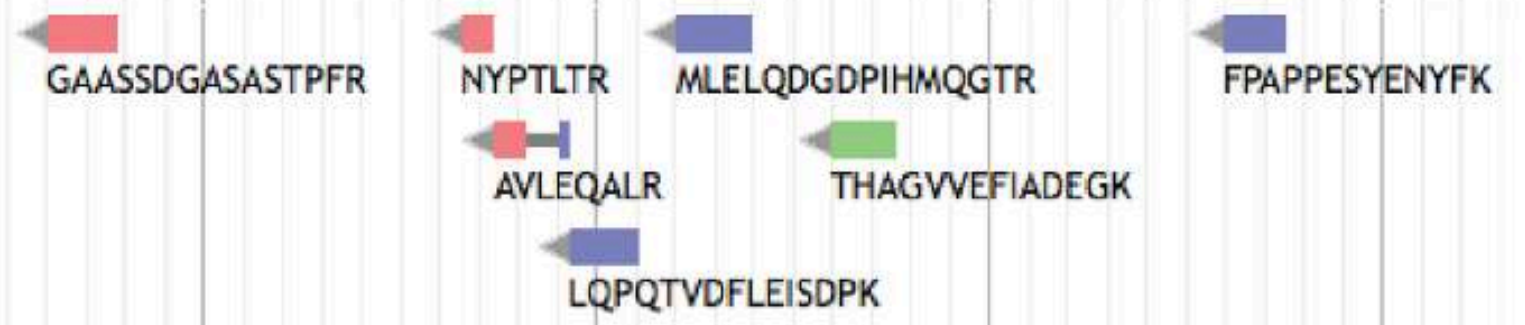 GAASSDGASASTPFR NYPTLTR MLELQDGDPIHMQGTR FPAPPESYENYFK
AVLEQALR THAGVVEFIADEGK
LQPQTVDFLEISDPK